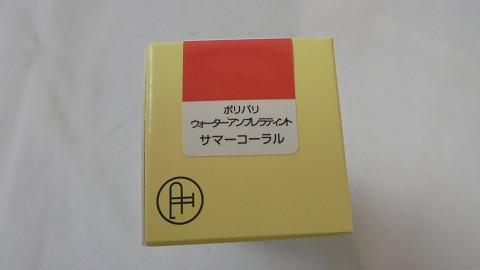 ポリパリ
ウォーターアンブレラティント
サマーコーラル